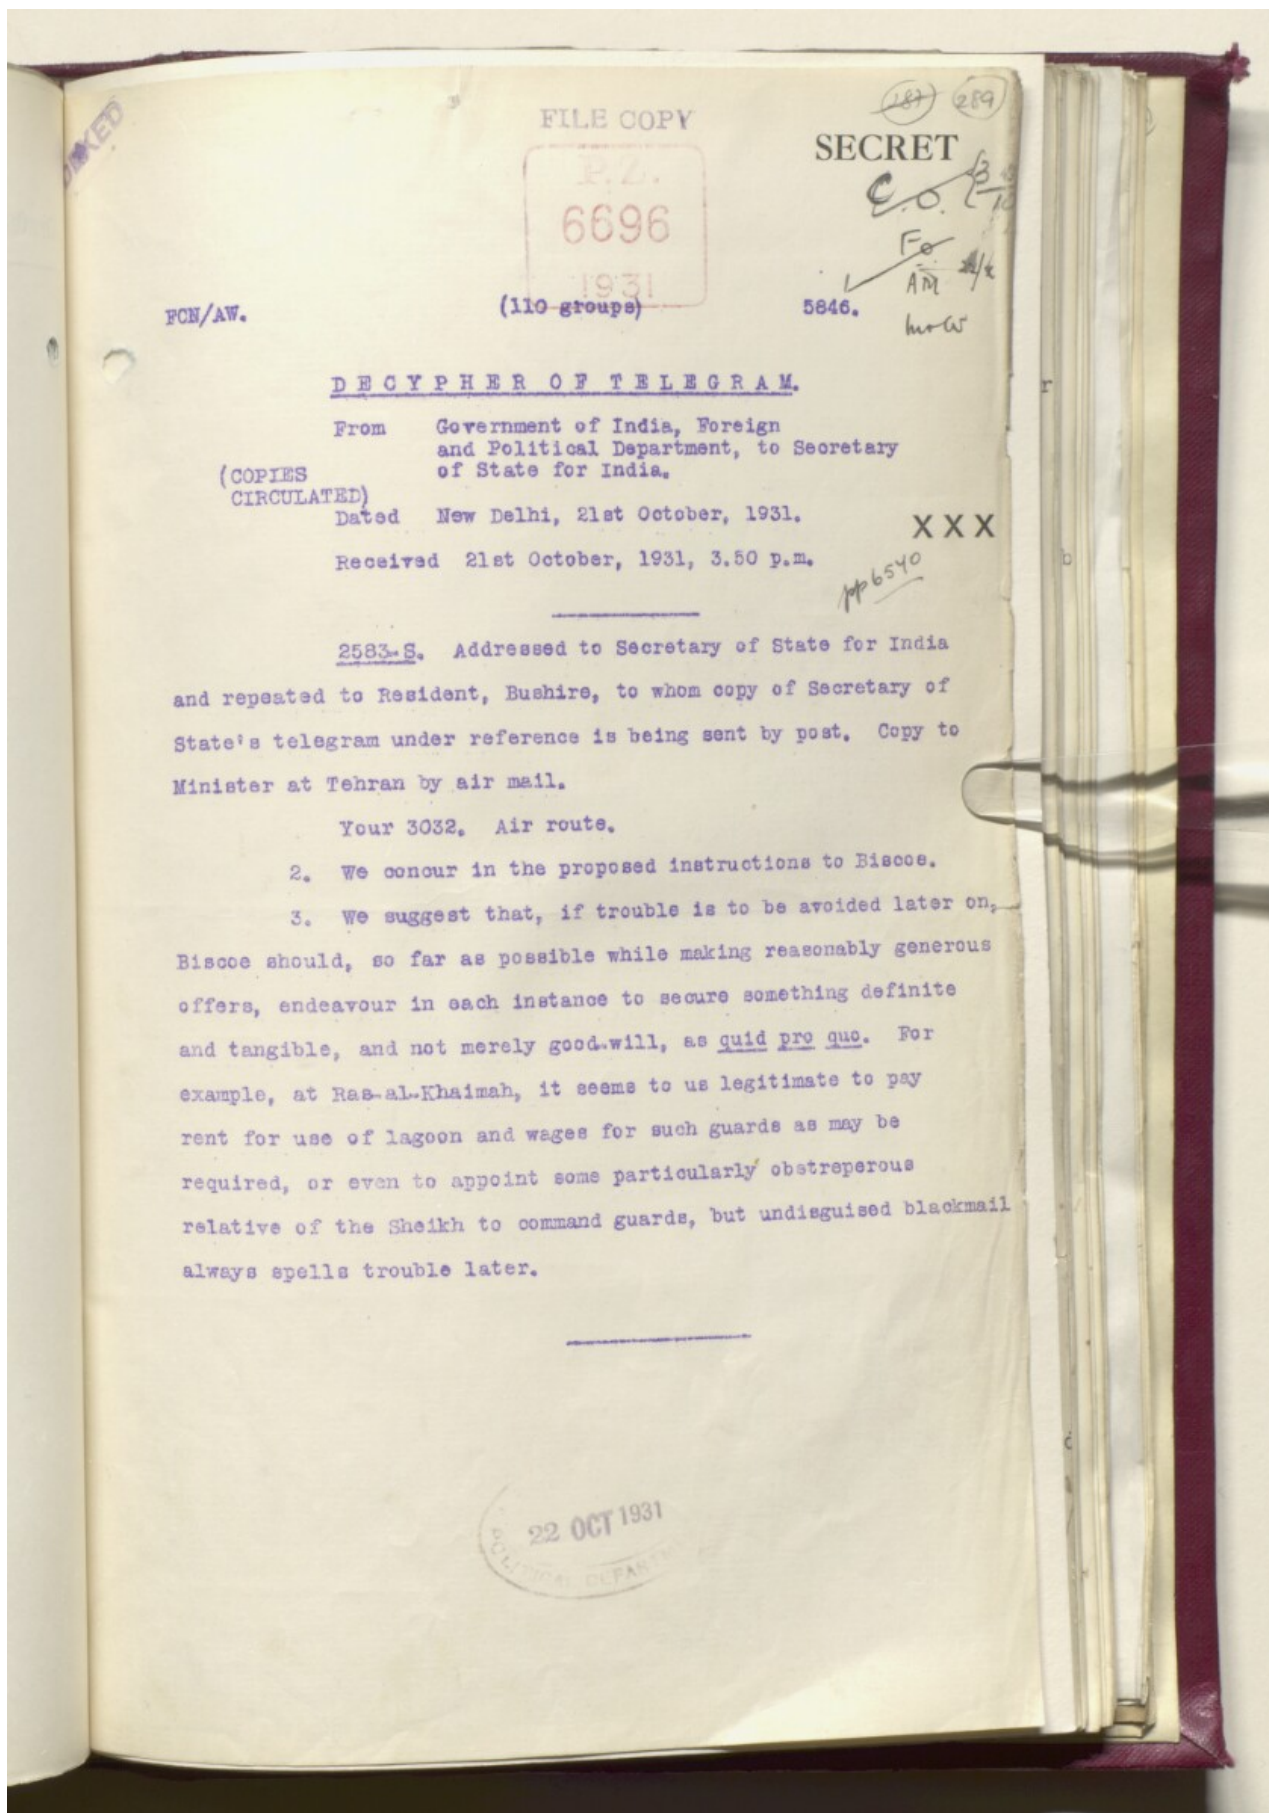 187 289
FILE COPY
SECRET
P.Z.
6696
1931
C.O.
F.O.
AM
FCN/AW. (110 groups) 5846.
DECYPHER OF TELEGRAM.
From Government of India, Foreign
and Political Department, to Secretary
of State for India.
(COPIES
CIRCULATED)
Dated New Delhi, 21st October, 1931.
XXX
Received 21st October, 1931, 3.50 p.m.
pp6540
2583-S. Addressed to Secretary of State for India
and repeated to Resident, Bushire, to whom copy of Secretary of
State's telegram under reference is being sent by post. Copy to
Minister at Tehran by air mail.
Your 3032. Air route.
2. We concur in the proposed instructions to Biscoe.
3. We suggest that, if trouble is to be avoided later on,
Biscoe should, so far as possible while making reasonably generous
offers, endeavour in each instance to secure something definite
and tangible, and not merely good-will, as quid pro quo. For
example, at Ras-al-Khaimah, it seems to us legitimate to pay
rent for use of lagoon and wages for such guards as may be
required, or even to appoint some particularly obstreperous
relative of the Sheikh to command guards, but undisguised blackmail
always spells trouble later.
22 OCT 1931
POLITICAL DEPARTM